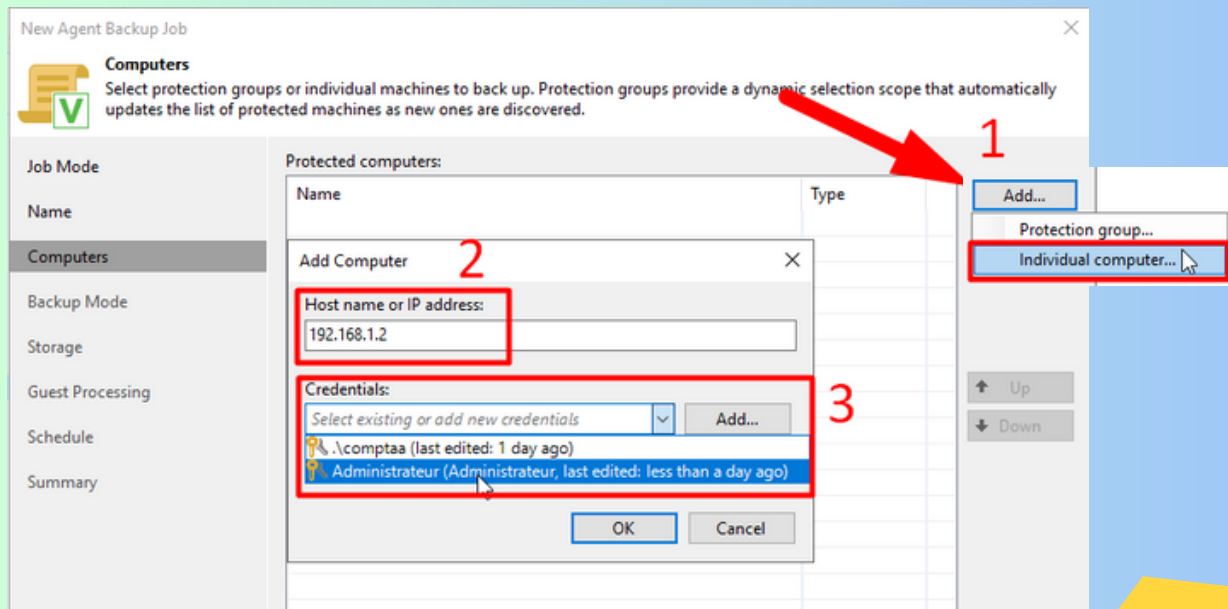 New Agent Backup Job
Computers
Select protection groups or individual machines to back up. Protection groups provide a dynamic selection scope that automatically
updates the list of protected machines as new ones are discovered.
1
Job Mode
Name
Computers
Backup Mode
Storage
Guest Processing
Schedule
Summary
Protected computers:
Name Type
Add...
Protection group...
Individual computer...
Up
Down
Add Computer
2
Host name or IP address:
192.168.1.2
Credentials:
3
Select existing or add new credentials
Add...
.\comptaa (last edited: 1 day ago)
Administrateur (Administrateur, last edited: less than a day ago)
OK Cancel